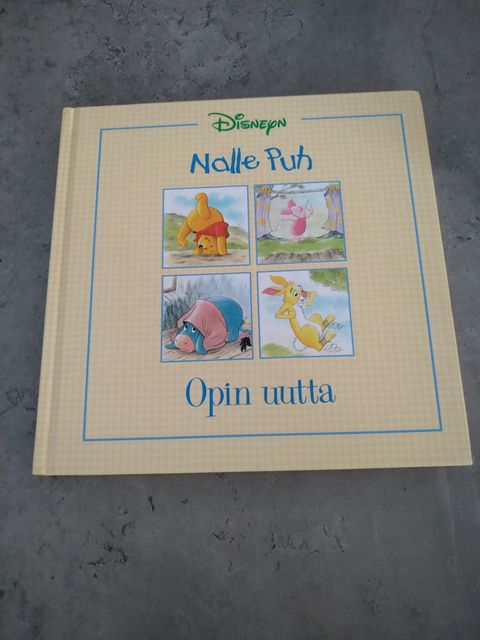 Disneyn
Nalle Puh
Opin uutta